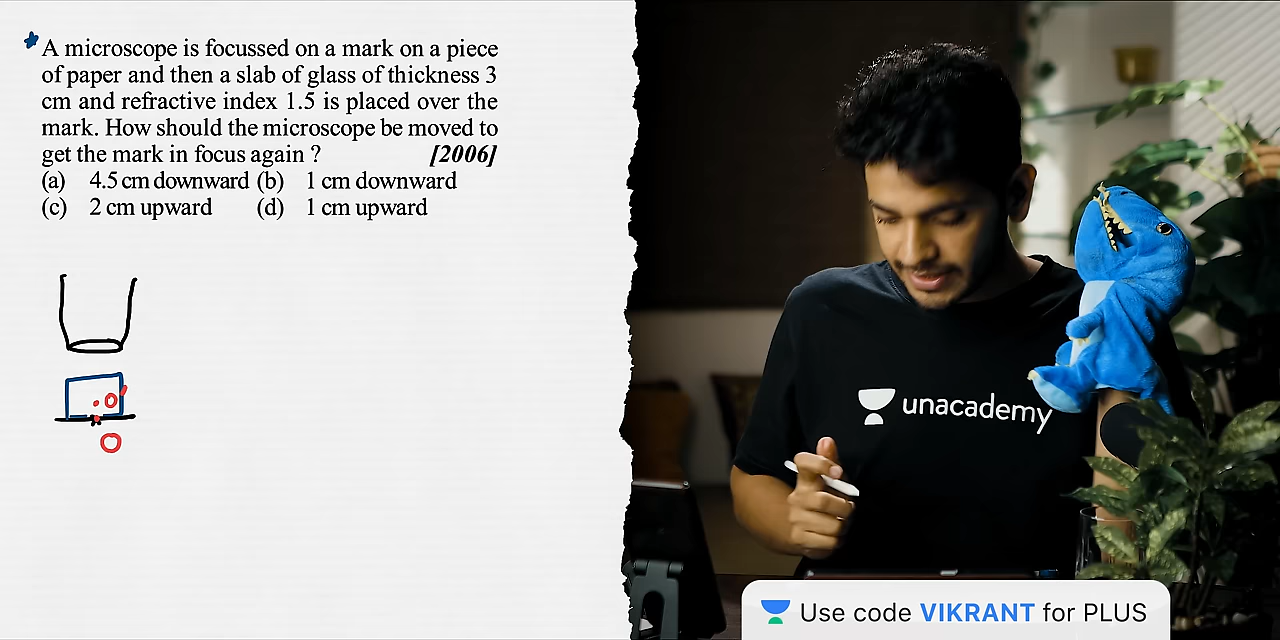 A microscope is focussed on a mark on a piece
of paper and then a slab of glass of thickness 3
cm and refractive index 1.5 is placed over the
mark. How should the microscope be moved to
get the mark in focus again ? [2006]
(a) 4.5 cm downward (b) 1 cm downward
(c) 2 cm upward (d) 1 cm upward
O'
O
unacademy
Use code VIKRANT for PLUS